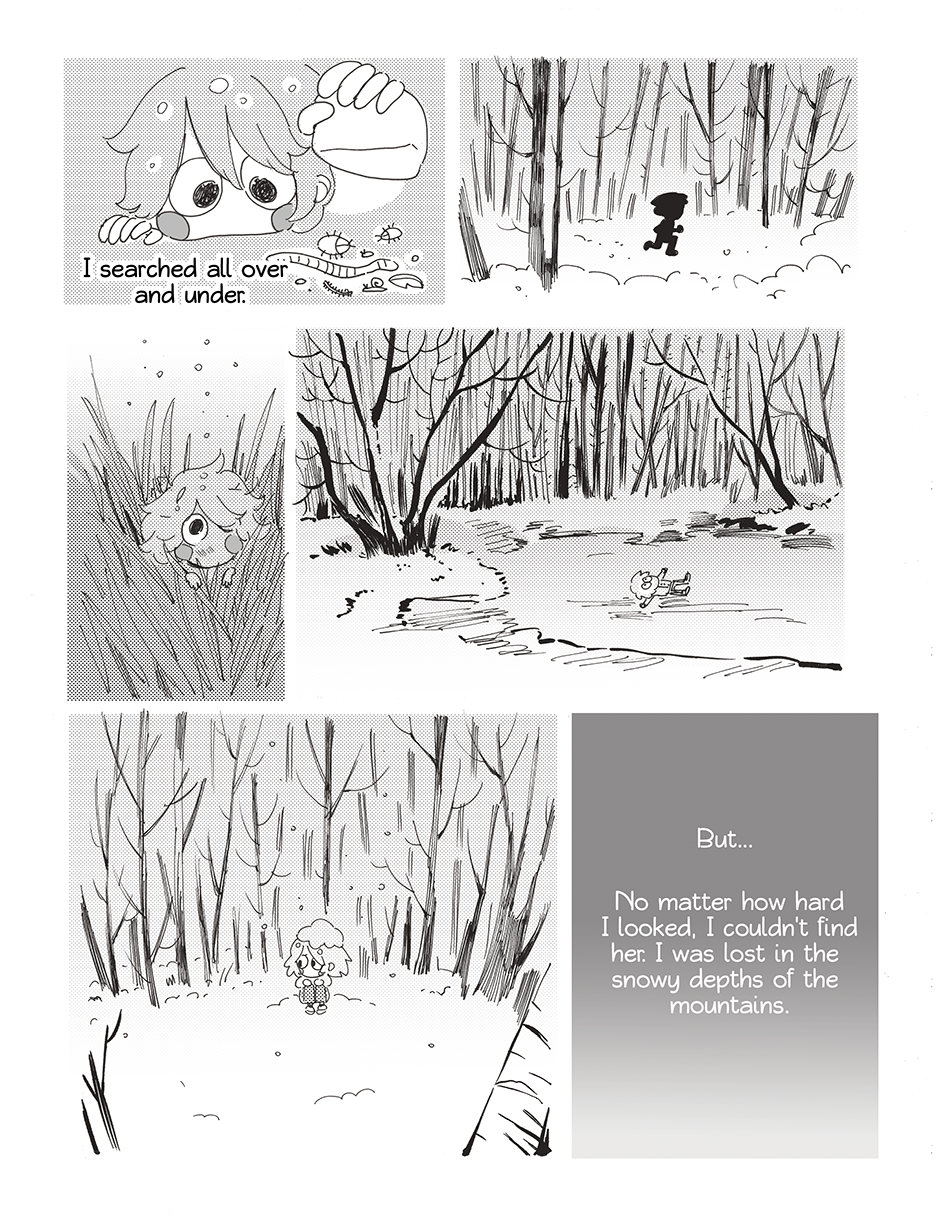 I searched all over
and under.
But...
No matter how hard
I looked, I couldn't find
her. I was lost in the
snowy depths of the
mountains.